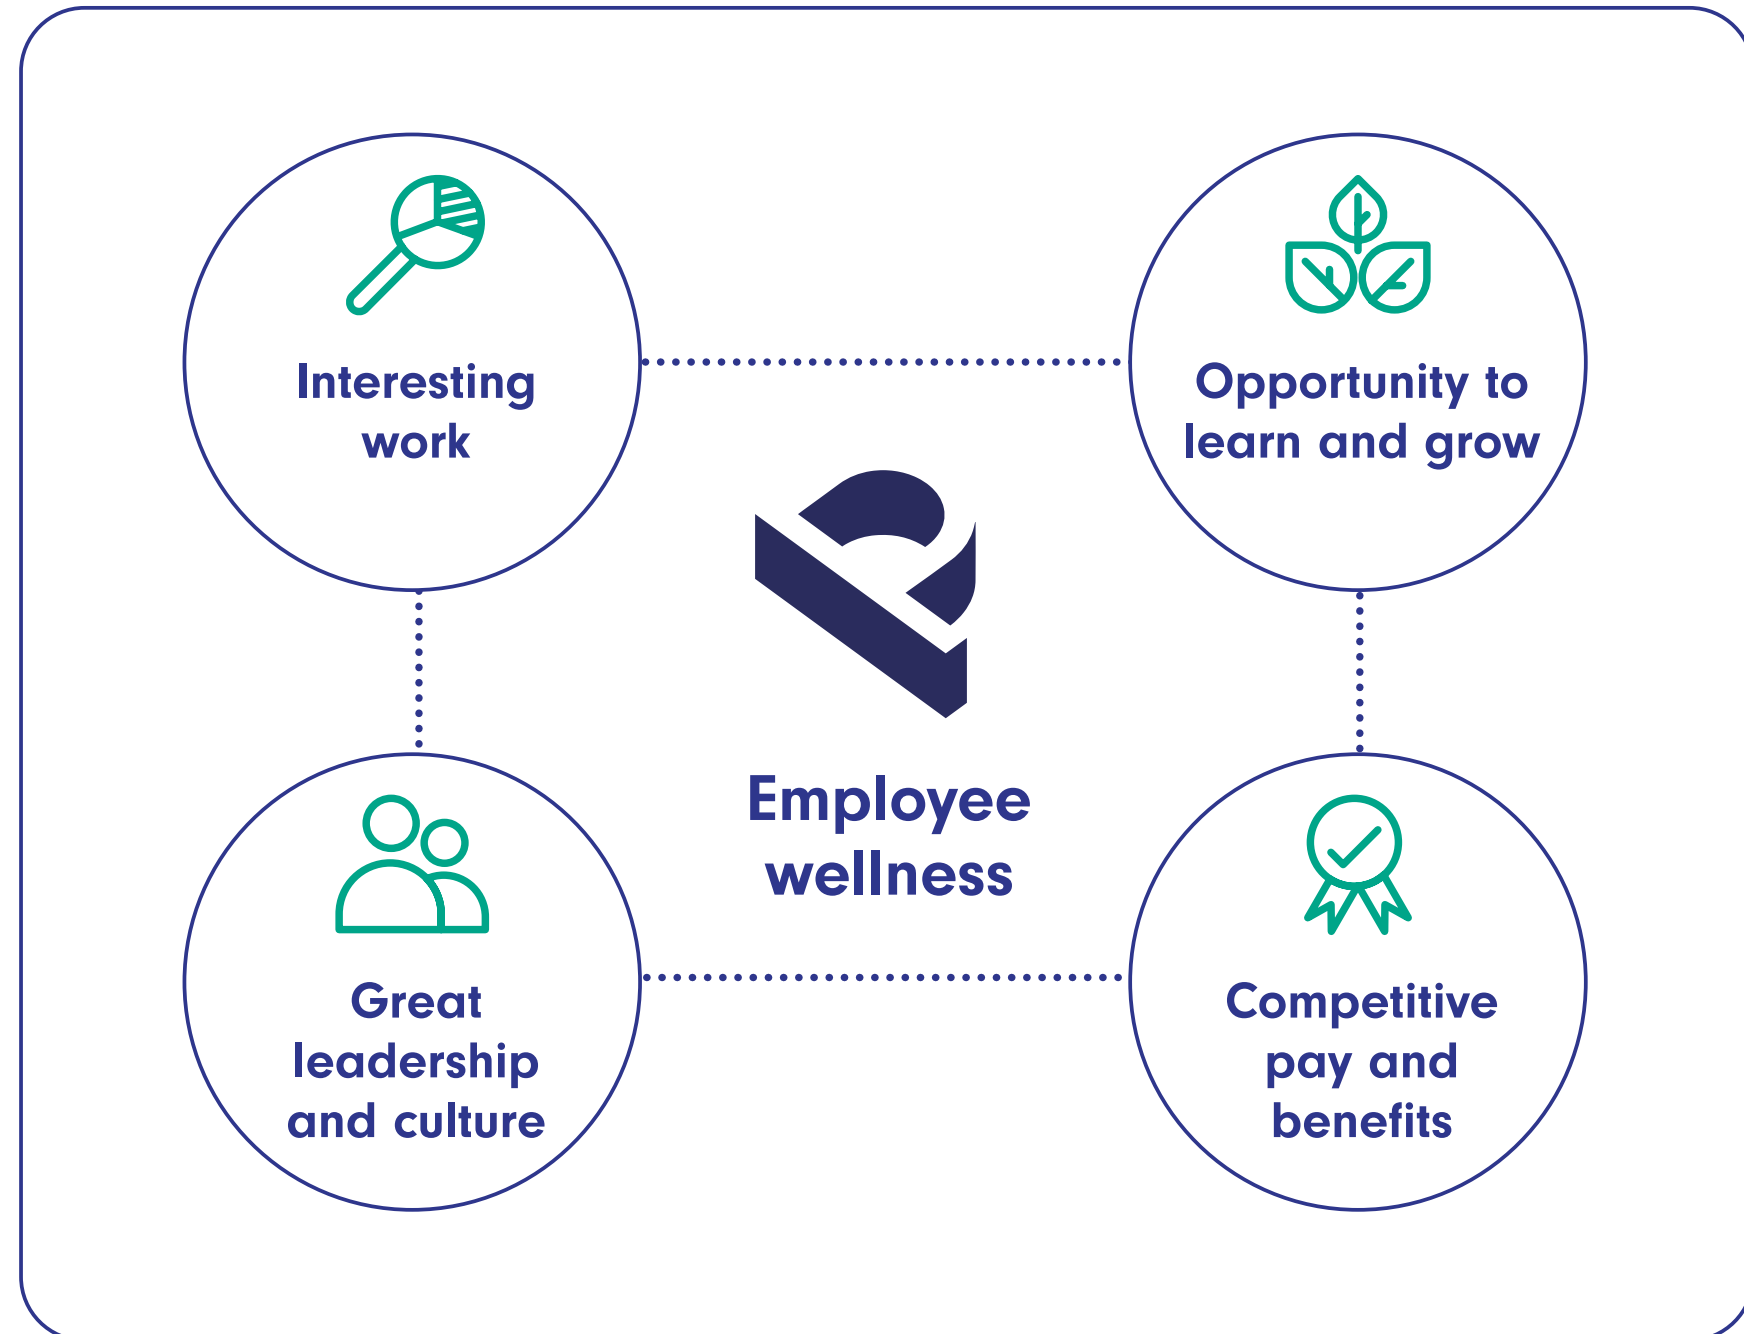 Interesting
work
Opportunity to
learn and grow
Employee
wellness
Great
leadership
and culture
Competitive
pay and
benefits